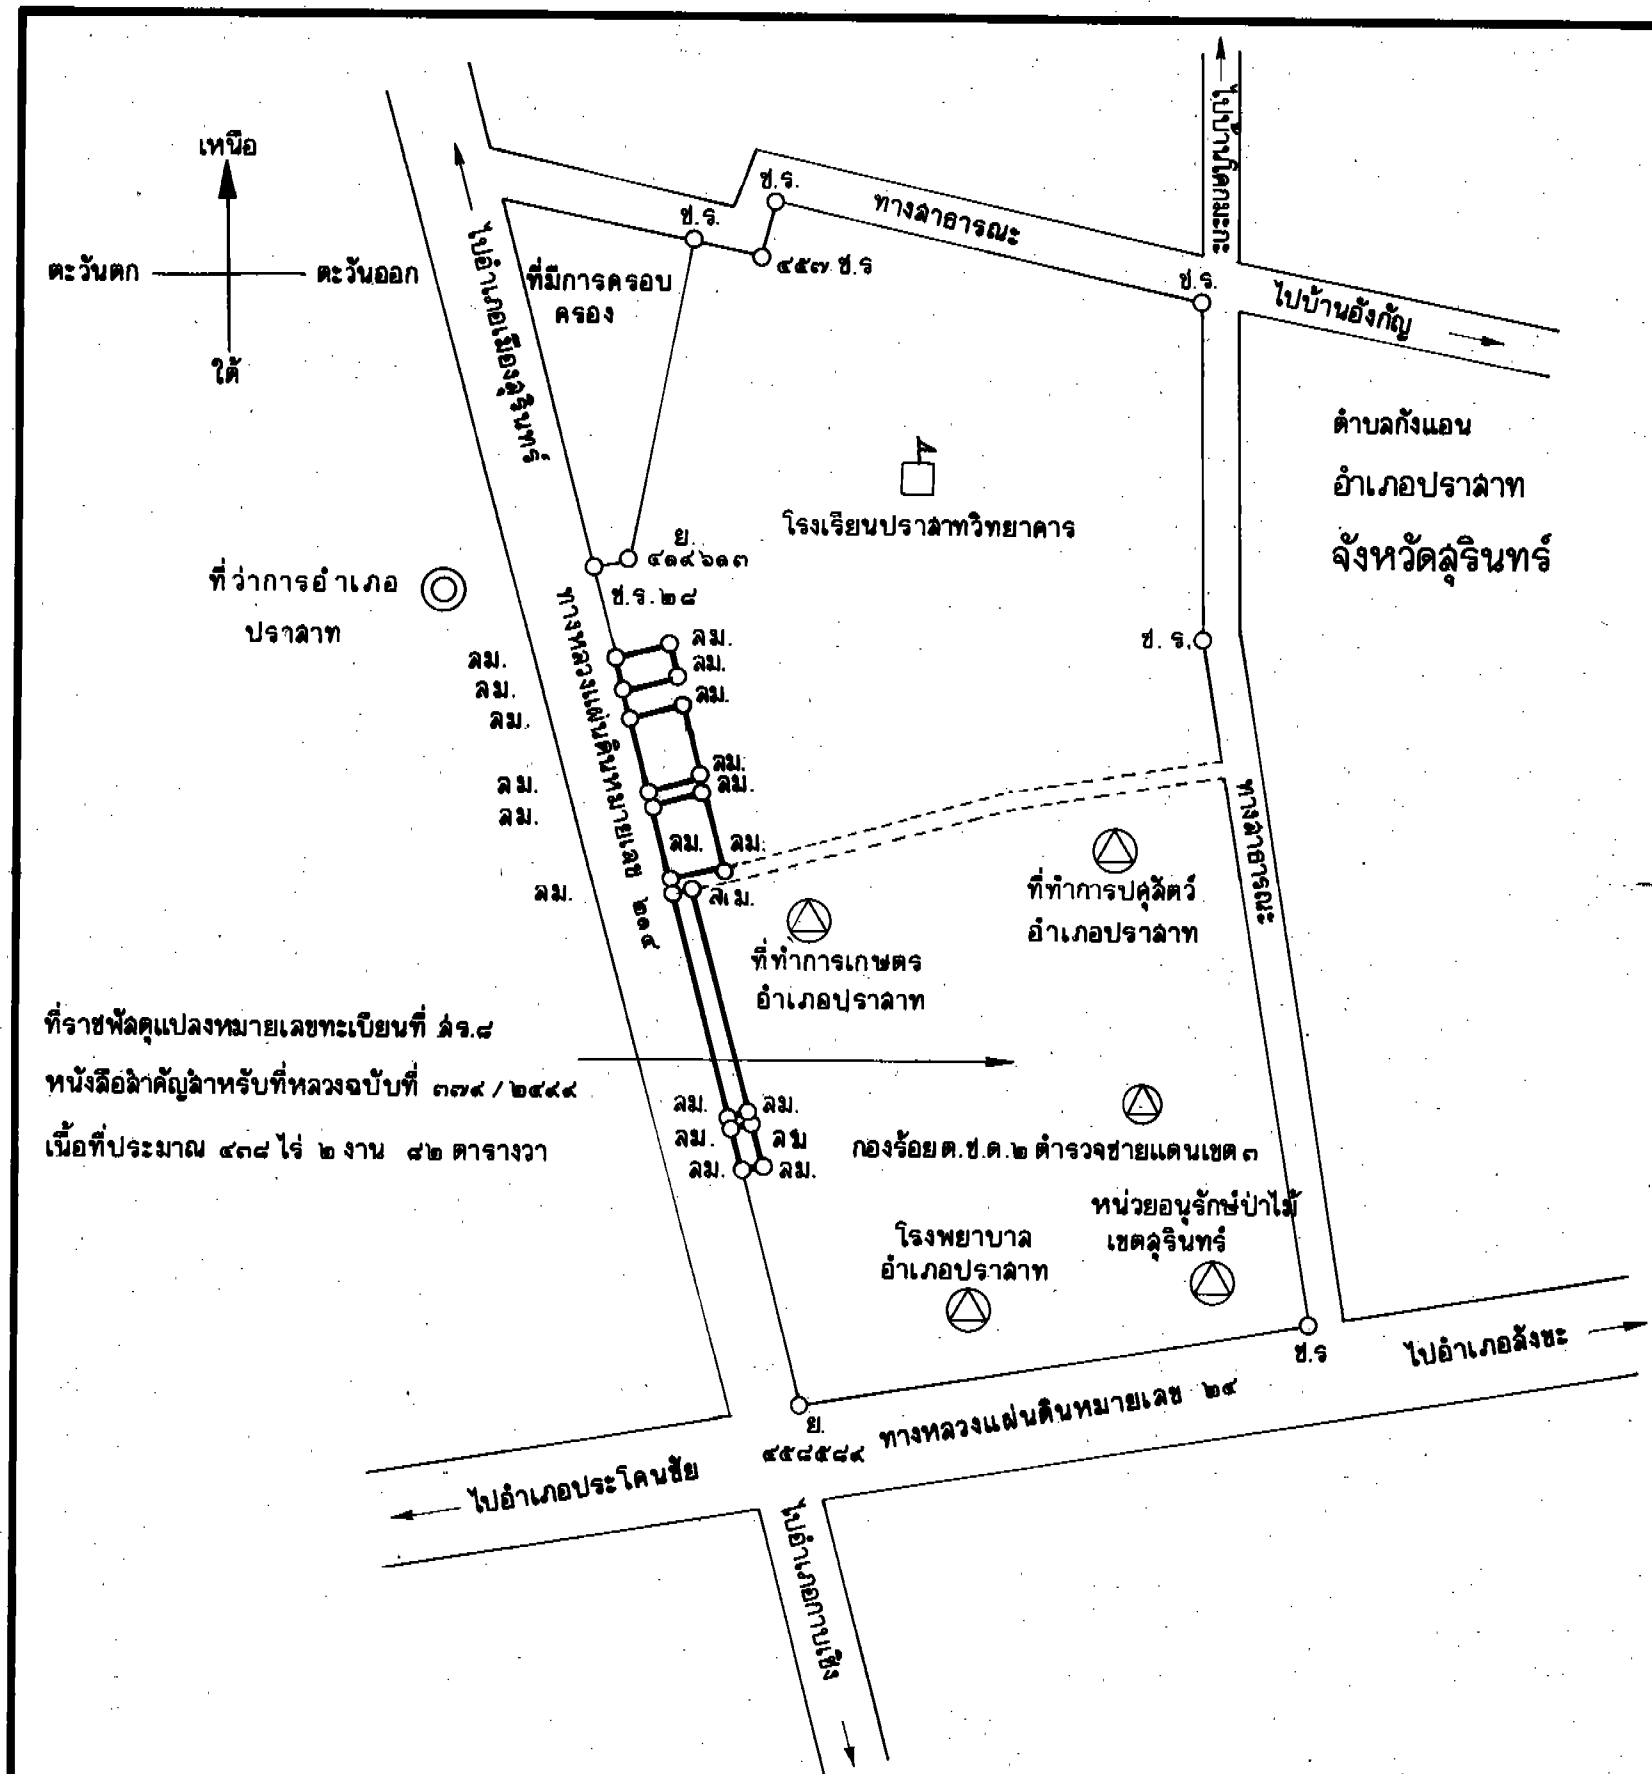 เหนือ
ตะวันตก
ตะวันออก
ใต้
ไปบ้านโคกมะกะ
ช.ร.
ช.ร.
ทางสาธารณะ
๔๕๗ ช.ร
ช.ร.
ไปบ้านอังกัญ
ที่มีการครอบ
ครอง
ไปอำเภอเมืองสุรินทร์
ตำบลกังแอน
อำเภอปราสาท
จังหวัดสุรินทร์
โรงเรียนปราสาทวิทยาคาร
ย.
๔๑๙๖๑๓
ช.ร.๒๘
ที่ว่าการอำเภอ
ปราสาท
ช.ร.
ทางหลวงแผ่นดินหมายเลข ๒๑๔
ลม.
ลม.
ลม.
ลม.
ลม.
ลม.
ลม.
ลม.
ลม.
ลม.
ลม.
ลม.
ลม.
ทางสาธารณะ
ที่ทำการปศุสัตว์
อำเภอปราสาท
ที่ทำการเกษตร
อำเภอปราสาท
ที่ราชพัสดุแปลงหมายเลขทะเบียนที่ สร.๘
หนังสือสำคัญสำหรับที่หลวงฉบับที่ ๓๗๙/๒๔๙๙
เนื้อที่ประมาณ ๔๓๘ ไร่ ๒ งาน ๘๒ ตารางวา
ลม.
ลม.
ลม.
ลม
ลม.
ลม.
กองร้อยต.ช.ด.๒ ตำรวจชายแดนเขต ๓
หน่วยอนุรักษ์ป่าไม้
เขตสุรินทร์
โรงพยาบาล
อำเภอปราสาท
ช.ร
ไปอำเภอสังขะ
ย.
๔๕๘๕๘๙
ทางหลวงแผ่นดินหมายเลข ๒๔
ไปอำเภอประโคนชัย
ไปอำเภอกาบเชิง